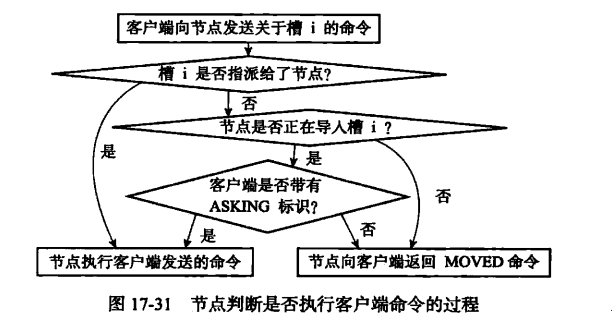 客户端向节点发送关于槽 i 的命令
槽 i 是否指派给了节点?
否
节点是否正在导入槽 i?
是
是
客户端是否带有
ASKING 标识?
否
是
否
节点执行客户端发送的命令
节点向客户端返回 MOVED 命令
图 17-31 节点判断是否执行客户端命令的过程